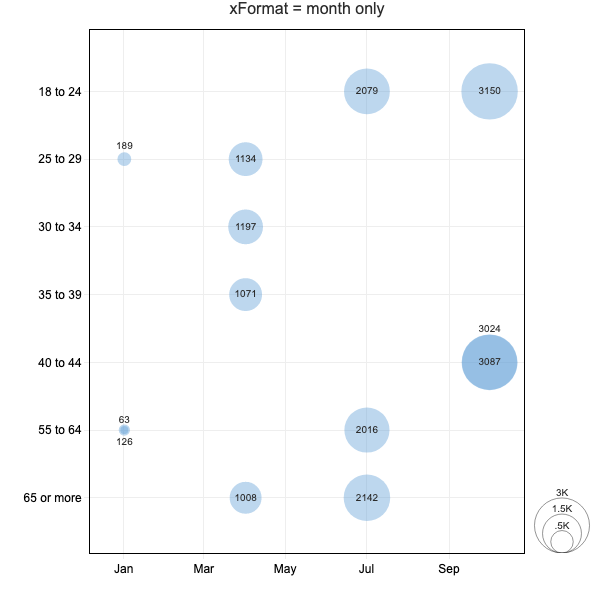 xFormat = month only
18 to 24
2079
3150
189
25 to 29
1134
30 to 34
1197
35 to 39
1071
3024
40 to 44
3087
63
55 to 64
2016
126
65 or more
1008
2142
3K
1.5K
.5K
Jan
Mar
May
Jul
Sep